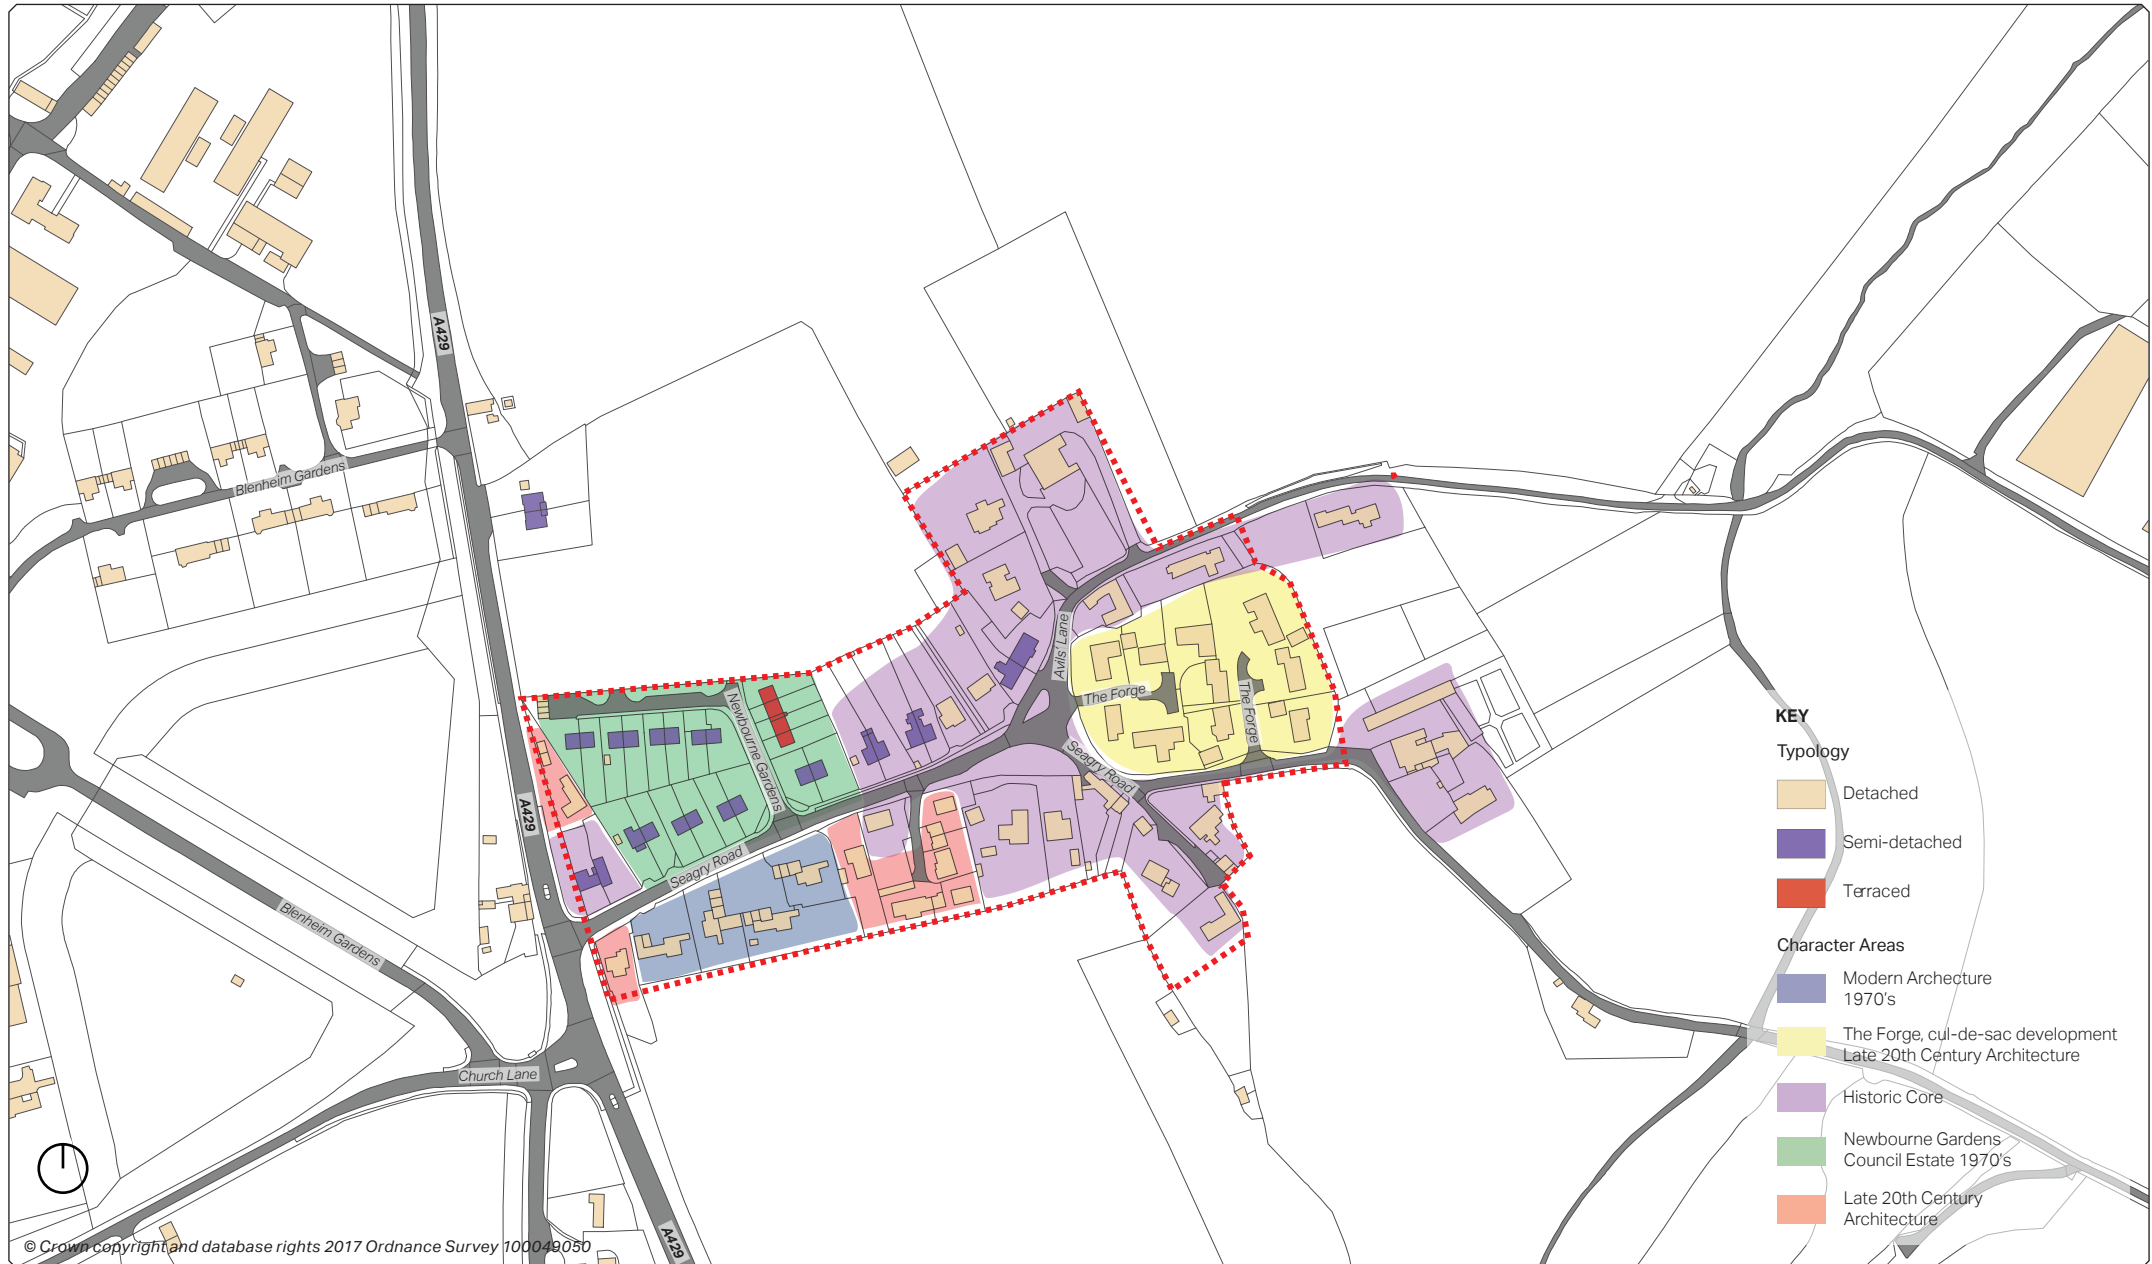 A429
Blenheim Gardens
Avils' Lane
The Forge
The Forge
Newbourne Gardens
Seagry Road
A429
Seagry Road
Blenheim Gardens
Church Lane
A429
KEY
Typology
Detached
Semi-detached
Terraced
Character Areas
Modern Archecture
1970's
The Forge, cul-de-sac development
Late 20th Century Architecture
Historic Core
Newbourne Gardens
Council Estate 1970's
Late 20th Century
Architecture
© Crown copyright and database rights 2017 Ordnance Survey 100049050